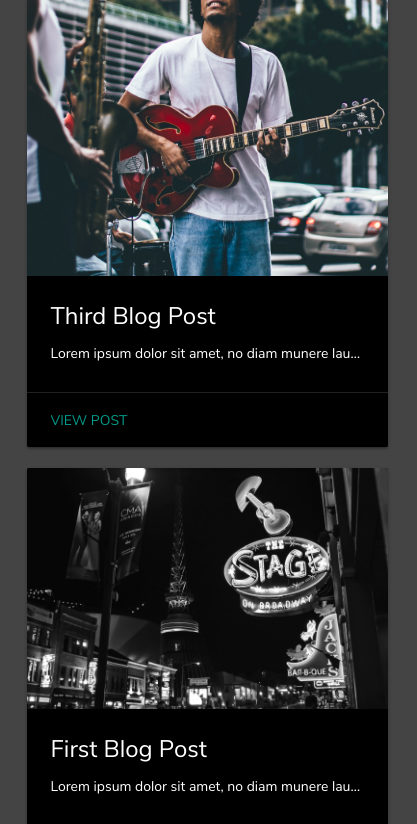 Third Blog Post
Lorem ipsum dolor sit amet, no diam munere lau...
VIEW POST
CMA
THE
STAGE
ON BROADWAY
JACK'S
BAR-B-QUE
First Blog Post
Lorem ipsum dolor sit amet, no diam munere lau...